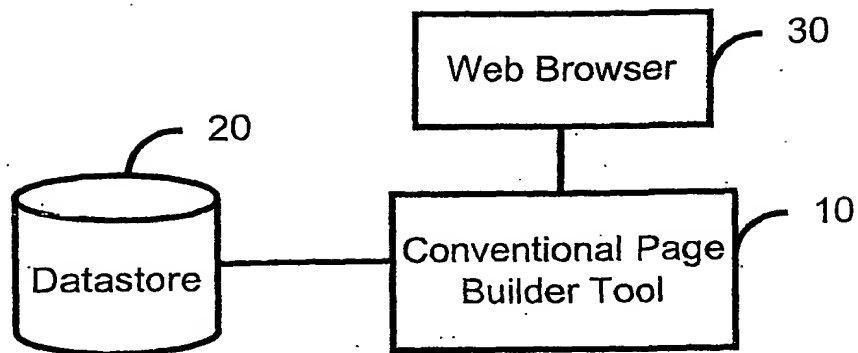 30
Web Browser
20
10
Conventional Page
Builder Tool
Datastore